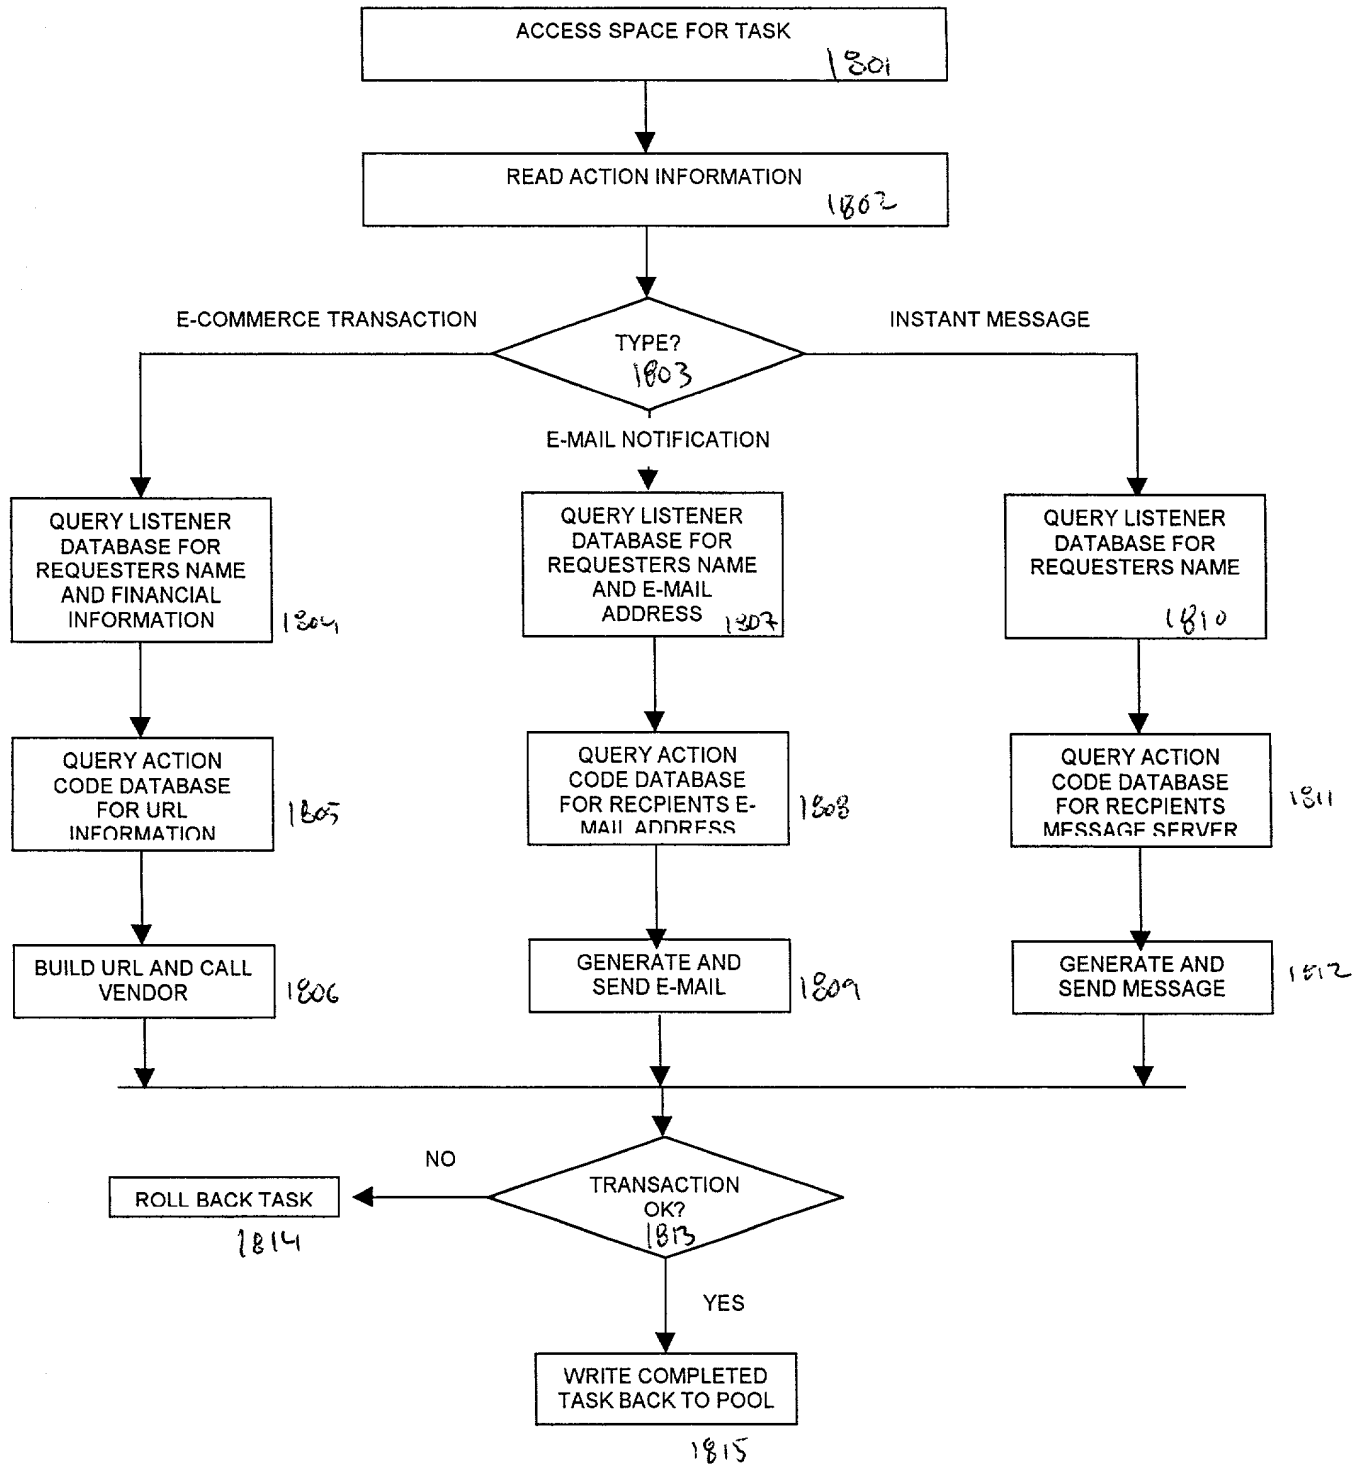 ACCESS SPACE FOR TASK
1801
READ ACTION INFORMATION
1802
E-COMMERCE TRANSACTION
INSTANT MESSAGE
TYPE?
1803
E-MAIL NOTIFICATION
QUERY LISTENER
DATABASE FOR
REQUESTERS NAME
AND FINANCIAL
INFORMATION
1804
QUERY LISTENER
DATABASE FOR
REQUESTERS NAME
AND E-MAIL
ADDRESS
1807
QUERY LISTENER
DATABASE FOR
REQUESTERS NAME
1810
QUERY ACTION
CODE DATABASE
FOR URL
INFORMATION
1805
QUERY ACTION
CODE DATABASE
FOR RECPIENTS E-
MAIL ADDRESS
1808
QUERY ACTION
CODE DATABASE
FOR RECPIENTS
MESSAGE SERVER
1811
BUILD URL AND CALL
VENDOR
1806
GENERATE AND
SEND E-MAIL
1809
GENERATE AND
SEND MESSAGE
1812
NO
TRANSACTION
OK?
1813
ROLL BACK TASK
1814
YES
WRITE COMPLETED
TASK BACK TO POOL
1815